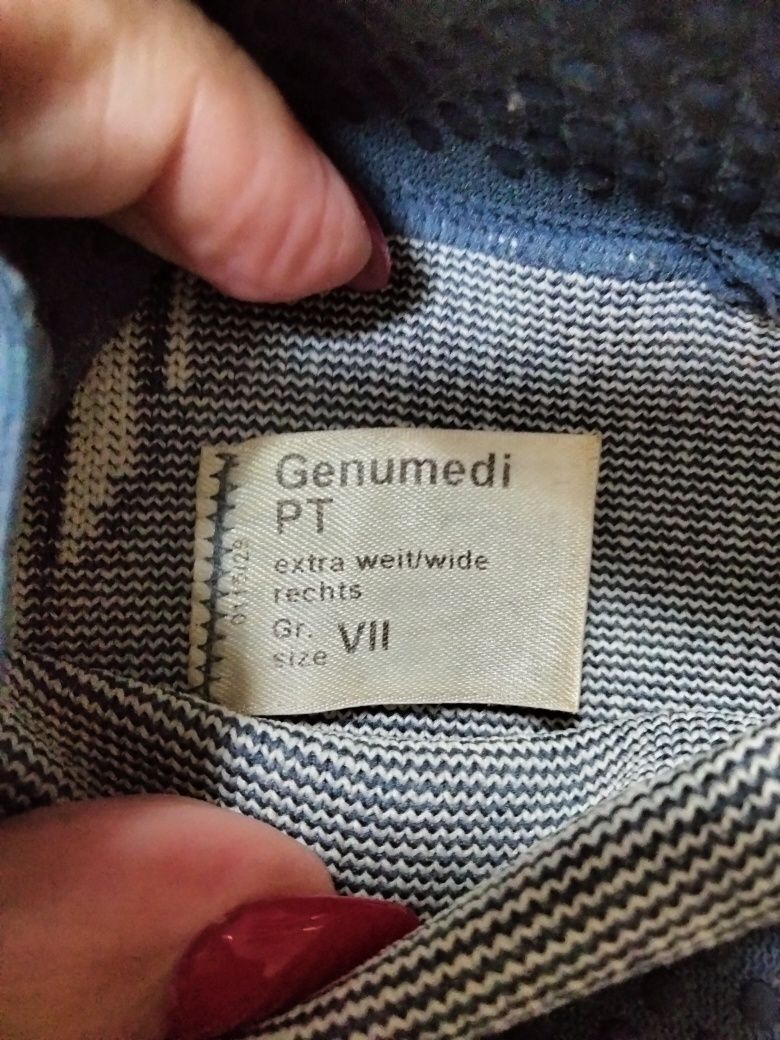 Genumedi
PT
extra weit/wide
rechts
Gr. VII
size